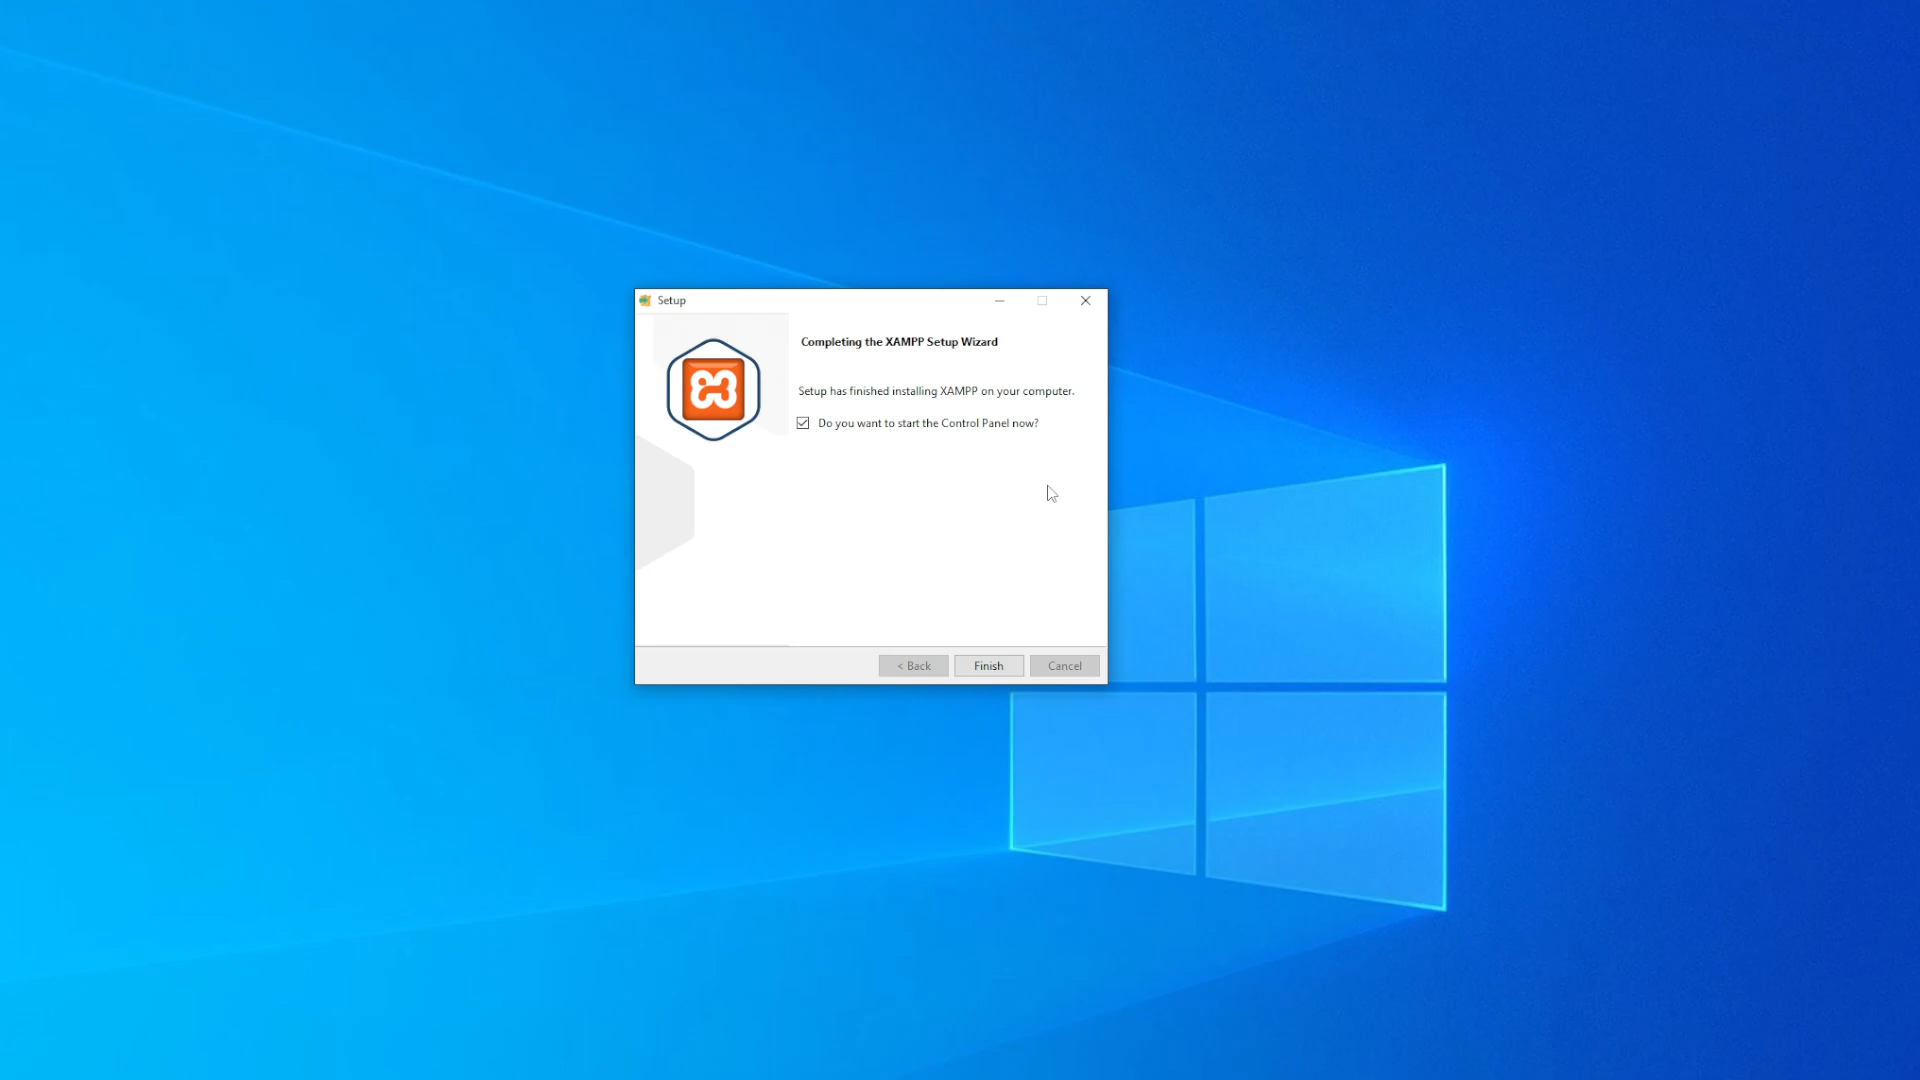 Setup
Completing the XAMPP Setup Wizard
Setup has finished installing XAMPP on your computer.
Do you want to start the Control Panel now?
< Back
Finish
Cancel